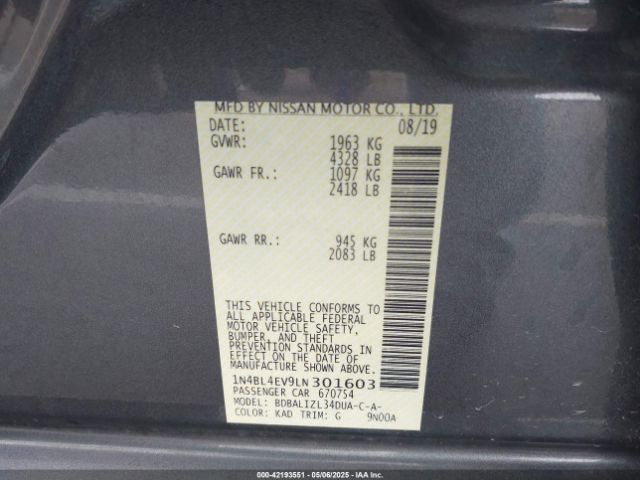 MFD BY NISSAN MOTOR CO., LTD.
DATE: 08/19
GVWR: 1963 KG
4328 LB
GAWR FR.: 1097 KG
2418 LB
GAWR RR.: 945 KG
2083 LB
THIS VEHICLE CONFORMS TO
ALL APPLICABLE FEDERAL
MOTOR VEHICLE SAFETY,
BUMPER, AND THEFT
PREVENTION STANDARDS IN
EFFECT ON THE DATE OF
MANUFACTURE SHOWN ABOVE.
1N4BL4EV9LN301603
PASSENGER CAR 670754
MODEL: BDBALIZL34DUA-C-A-
COLOR: KAD TRIM: G 9N00A
000-42193551 - 05/06/2025 - IAA Inc.